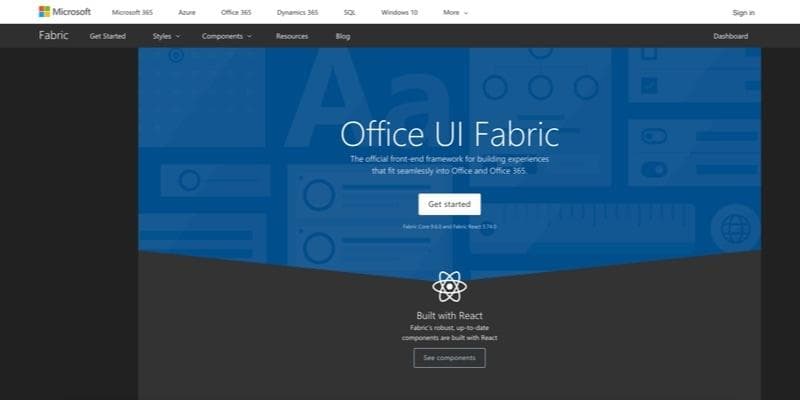 Microsoft Microsoft 365 Azure Office 365 Dynamics 365 SQL Windows 10 More Sign in
Fabric Get Started Styles Components Resources Blog Dashboard
Aa
Office UI Fabric
The official front-end framework for building experiences
that fit seamlessly into Office and Office 365.
Get started
Fabric Core 9.6.0 and Fabric React 5.74.0
Built with React
Fabric's robust, up-to-date
components are built with React
See components